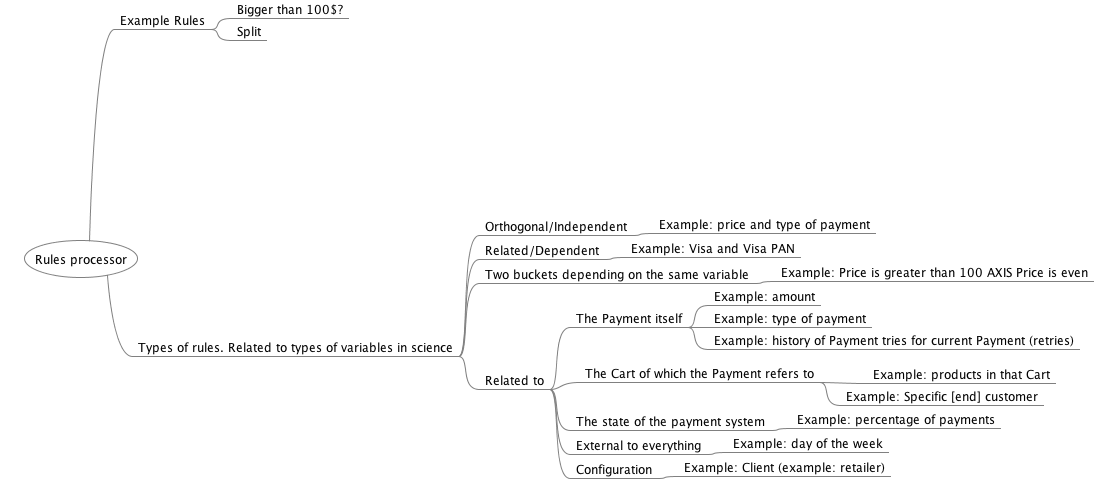 Rules processor
Example Rules
Bigger than 100$?
Split
Types of rules. Related to types of variables in science
Orthogonal/Independent
Example: price and type of payment
Related/Dependent
Example: Visa and Visa PAN
Two buckets depending on the same variable
Example: Price is greater than 100 AXIS Price is even
Related to
The Payment itself
Example: amount
Example: type of payment
Example: history of Payment tries for current Payment (retries)
The Cart of which the Payment refers to
Example: products in that Cart
Example: Specific [end] customer
The state of the payment system
Example: percentage of payments
External to everything
Example: day of the week
Configuration
Example: Client (example: retailer)